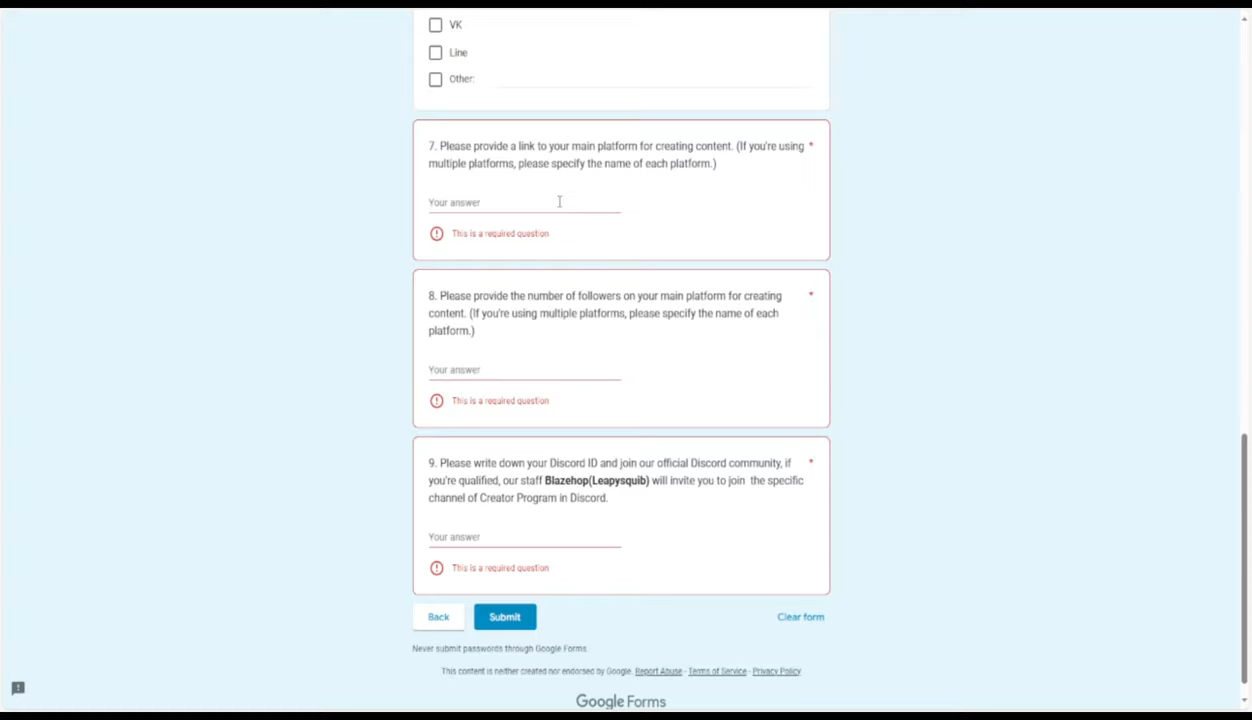 VK
Line
Other:
7. Please provide a link to your main platform for creating content. (If you're using *
multiple platforms, please specify the name of each platform.)
Your answer
This is a required question
8. Please provide the number of followers on your main platform for creating *
content. (If you're using multiple platforms, please specify the name of each
platform.)
Your answer
This is a required question
9. Please write down your Discord ID and join our official Discord community, if *
you're qualified, our staff Blazehop(Leapysquib) will invite you to join the specific
channel of Creator Program in Discord.
Your answer
This is a required question
Back Submit Clear form
Never submit passwords through Google Forms.
This content is neither created nor endorsed by Google. Report Abuse - Terms of Service - Privacy Policy
Google Forms